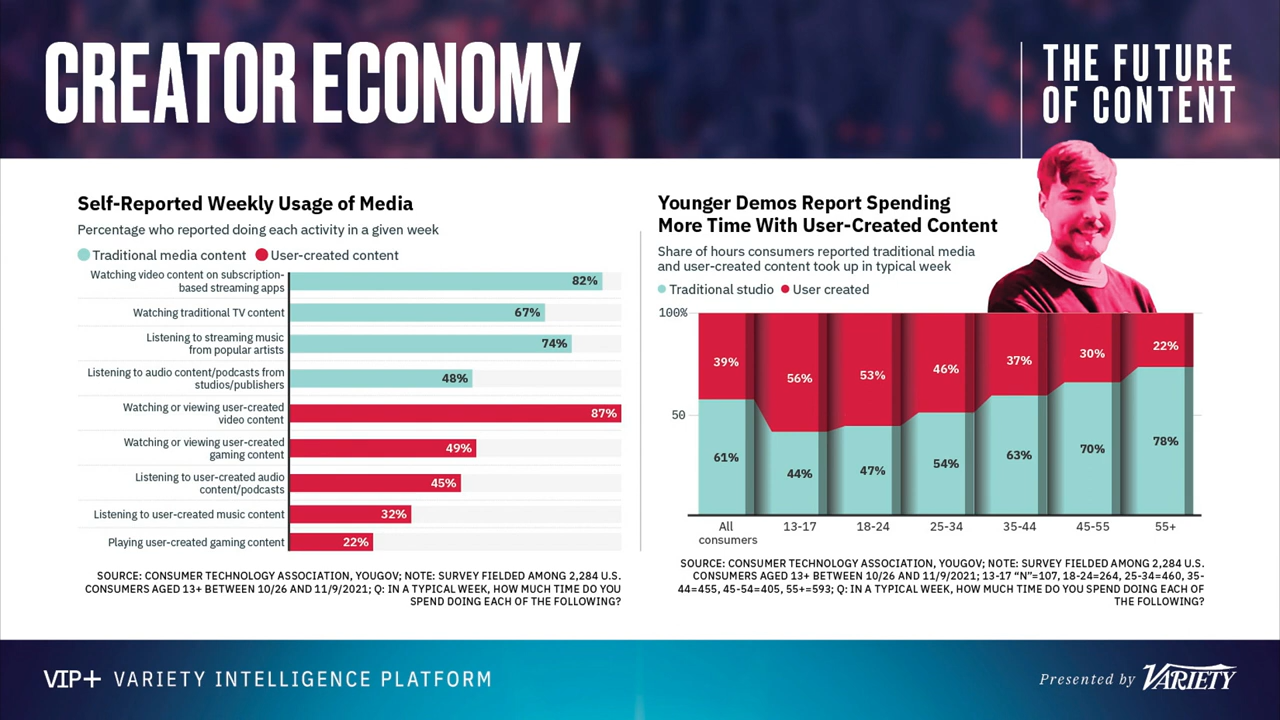 CREATOR ECONOMY
THE FUTURE
OF CONTENT
Self-Reported Weekly Usage of Media
Percentage who reported doing each activity in a given week
Traditional media content User-created content
Watching video content on subscription-
based streaming apps
82%
Watching traditional TV content
67%
Listening to streaming music
from popular artists
74%
Listening to audio content/podcasts from
studios/publishers
48%
Watching or viewing user-created
video content
87%
Watching or viewing user-created
gaming content
49%
Listening to user-created audio
content/podcasts
45%
Listening to user-created music content
32%
Playing user-created gaming content
22%
SOURCE: CONSUMER TECHNOLOGY ASSOCIATION, YOUGOV; NOTE: SURVEY FIELDED AMONG 2,284 U.S.
CONSUMERS AGED 13+ BETWEEN 10/26 AND 11/9/2021; Q: IN A TYPICAL WEEK, HOW MUCH TIME DO YOU
SPEND DOING EACH OF THE FOLLOWING?
Younger Demos Report Spending
More Time With User-Created Content
Share of hours consumers reported traditional media
and user-created content took up in typical week
Traditional studio User created
100%
39% 56% 53% 46% 37% 30% 22%
50
61% 44% 47% 54% 63% 70% 78%
All
consumers
13-17 18-24 25-34 35-44 45-55 55+
SOURCE: CONSUMER TECHNOLOGY ASSOCIATION, YOUGOV; NOTE: SURVEY FIELDED AMONG 2,284 U.S.
CONSUMERS AGED 13+ BETWEEN 10/26 AND 11/9/2021; 13-17 “N”=107, 18-24=264, 25-34=460, 35-
44=455, 45-54=405, 55+=593; Q: IN A TYPICAL WEEK, HOW MUCH TIME DO YOU SPEND DOING EACH OF
THE FOLLOWING?
VIP+ VARIETY INTELLIGENCE PLATFORM
Presented by VARIETY